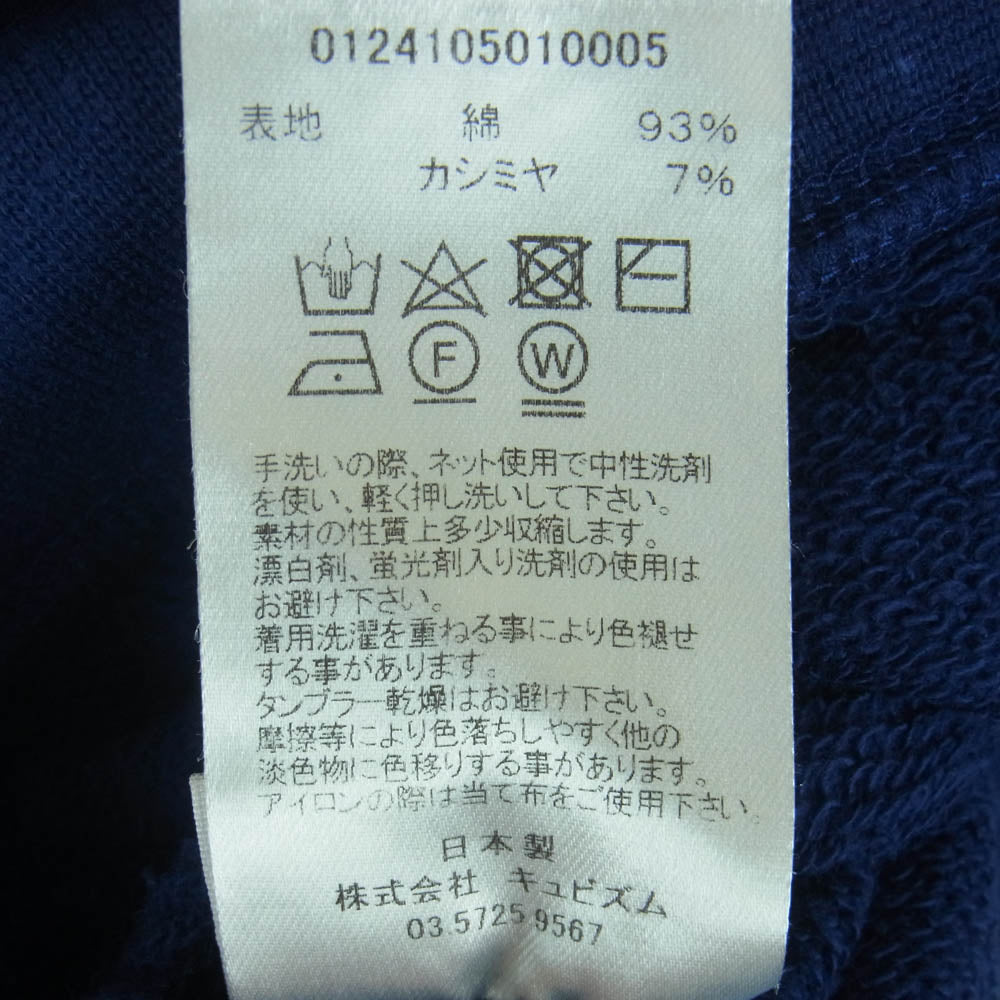 0124105010005
表地 綿 93%
カシミヤ 7%
F W
手洗いの際、ネット使用で中性洗剤
を使い、軽く押し洗いして下さい。
素材の性質上多少収縮します。
漂白剤、蛍光剤入り洗剤の使用は
お避け下さい。
着用洗濯を重ねる事により色褪せ
する事があります。
タンブラー乾燥はお避け下さい。
摩擦等により色落ちしやすく他の
淡色物に色移りする事があります。
アイロンの際は当て布をご使用下さい。
日本製
株式会社 キュビズム
03.5725.9567